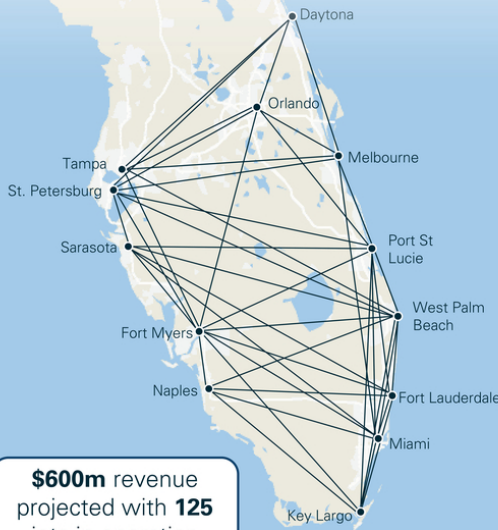 Daytona
Orlando
Tampa
Melbourne
St. Petersburg
Sarasota
Port St
Lucie
West Palm
Beach
Fort Myers
Naples
Fort Lauderdale
Miami
$600m revenue
projected with 125
Key Largo